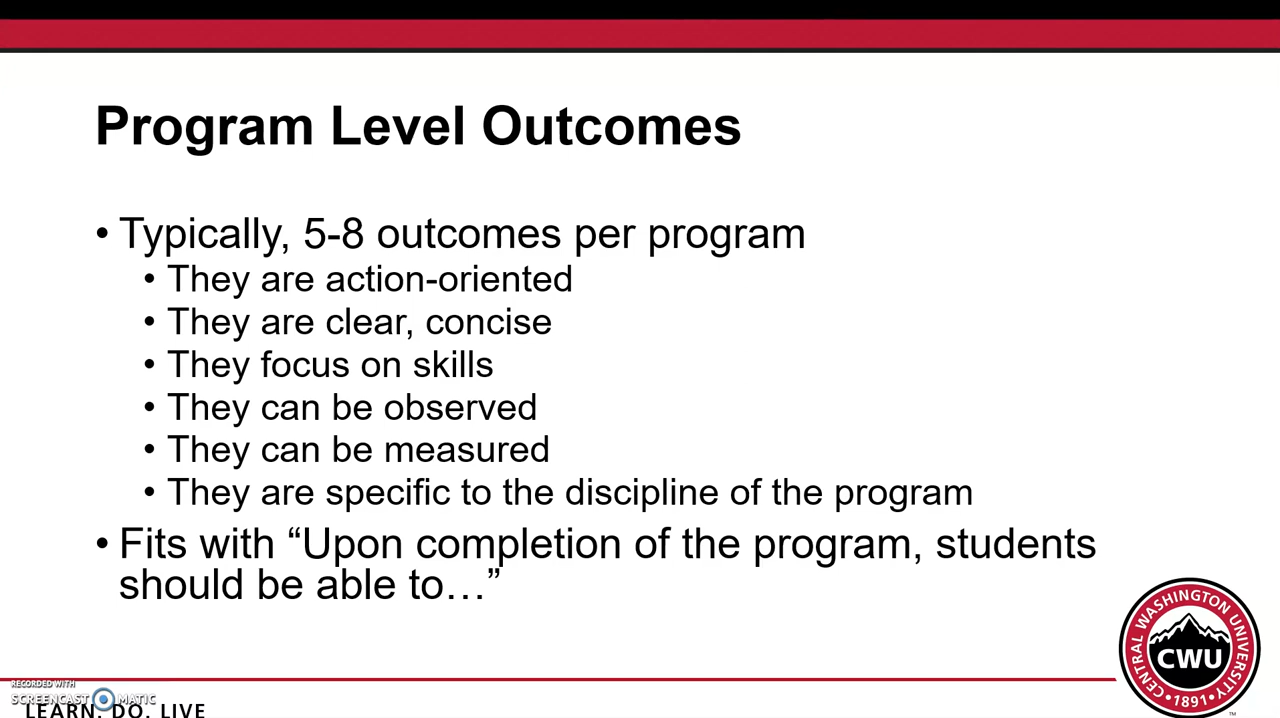 Program Level Outcomes
• Typically, 5-8 outcomes per program
• They are action-oriented
• They are clear, concise
• They focus on skills
• They can be observed
• They can be measured
• They are specific to the discipline of the program
• Fits with “Upon completion of the program, students
should be able to…”
CENTRAL WASHINGTON UNIVERSITY
CWU
•1891•
™
RECORDED WITH
SCREENCAST MATIC
LEARN. DO. LIVE